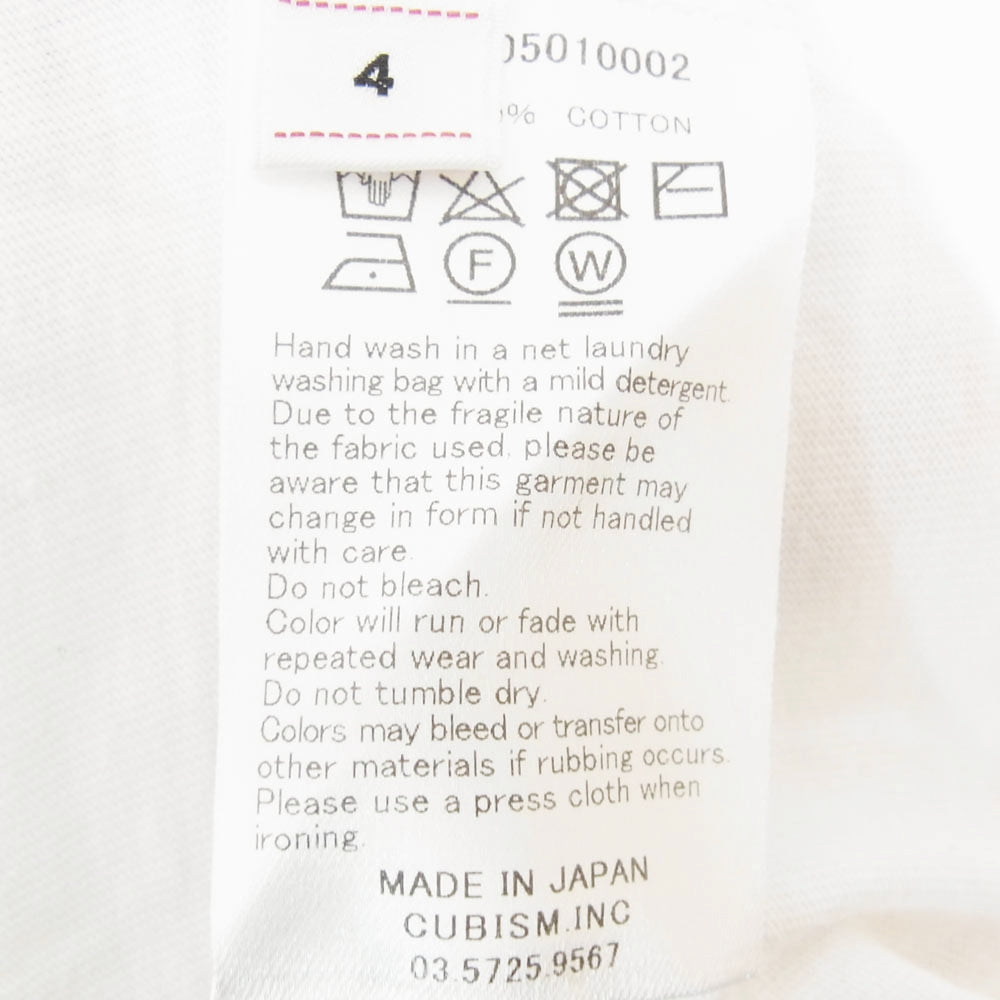 4
05010002
% COTTON
F
W
Hand wash in a net laundry
washing bag with a mild detergent.
Due to the fragile nature of
the fabric used, please be
aware that this garment may
change in form if not handled
with care.
Do not bleach.
Color will run or fade with
repeated wear and washing.
Do not tumble dry.
Colors may bleed or transfer onto
other materials if rubbing occurs.
Please use a press cloth when
ironing.
MADE IN JAPAN
CUBISM.INC
03.5725.9567